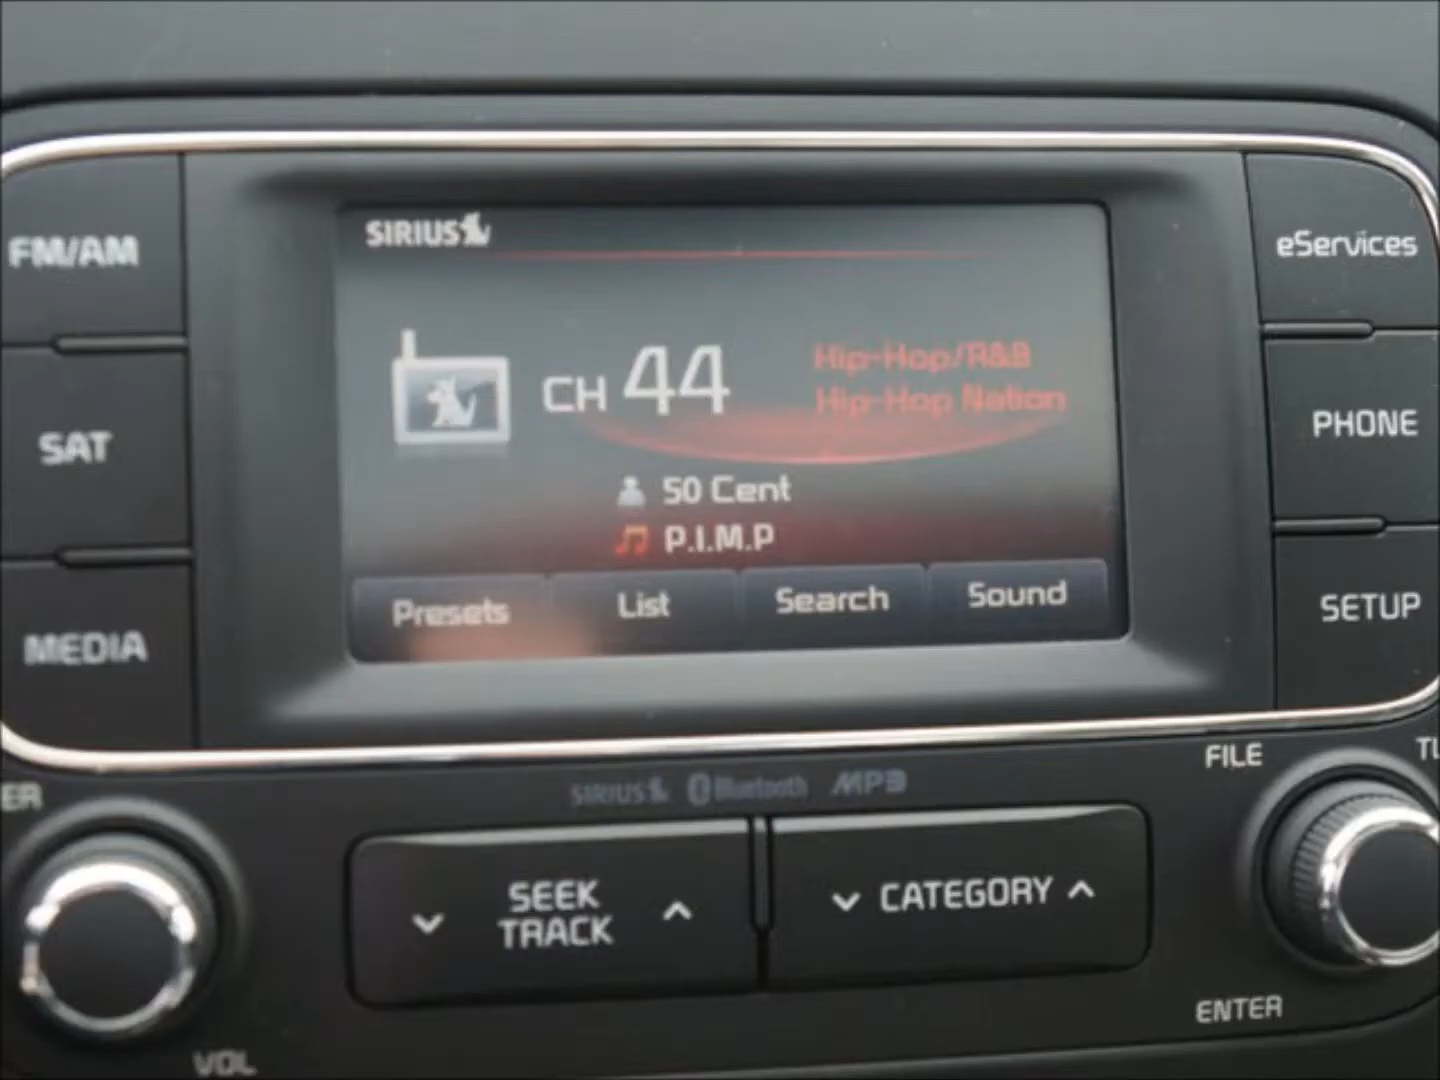 SIRIUS
FM/AM
eServices
CH 44
Hip-Hop/R&B
Hip-Hop Nation
SAT
PHONE
50 Cent
P.I.M.P
Presets
List
Search
Sound
MEDIA
SETUP
FILE
SIRIUS Bluetooth MP3
SEEK
TRACK
CATEGORY
ENTER
VOL